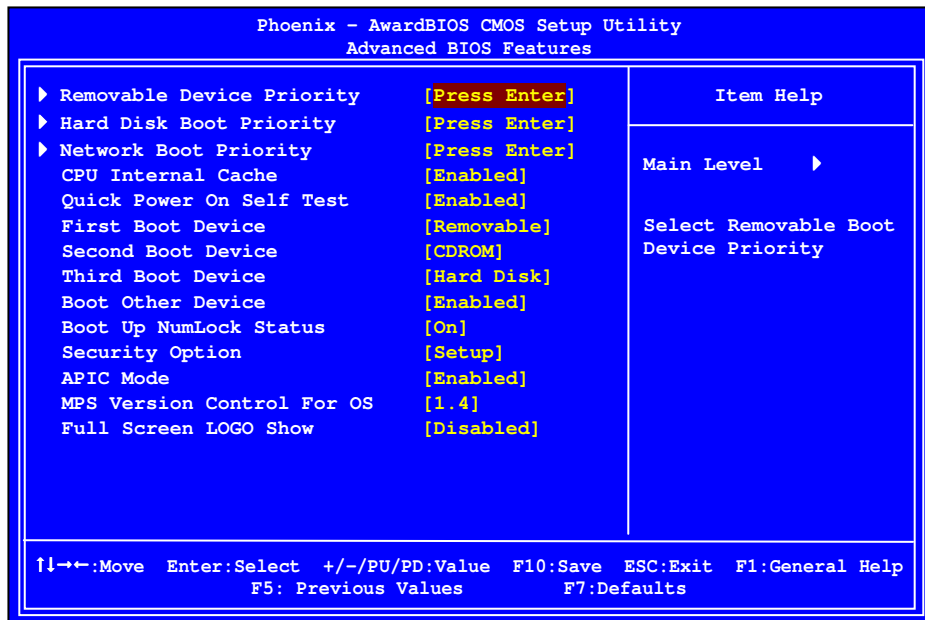 Phoenix – AwardBIOS CMOS Setup Utility
Advanced BIOS Features
Removable Device Priority [Press Enter]
Hard Disk Boot Priority [Press Enter]
Network Boot Priority [Press Enter]
CPU Internal Cache [Enabled]
Quick Power On Self Test [Enabled]
First Boot Device [Removable]
Second Boot Device [CDROM]
Third Boot Device [Hard Disk]
Boot Other Device [Enabled]
Boot Up NumLock Status [On]
Security Option [Setup]
APIC Mode [Enabled]
MPS Version Control For OS [1.4]
Full Screen LOGO Show [Disabled]
Item Help
Main Level
Select Removable Boot
Device Priority
↑↓→←:Move Enter:Select +/-/PU/PD:Value F10:Save ESC:Exit F1:General Help
F5: Previous Values F7:Defaults